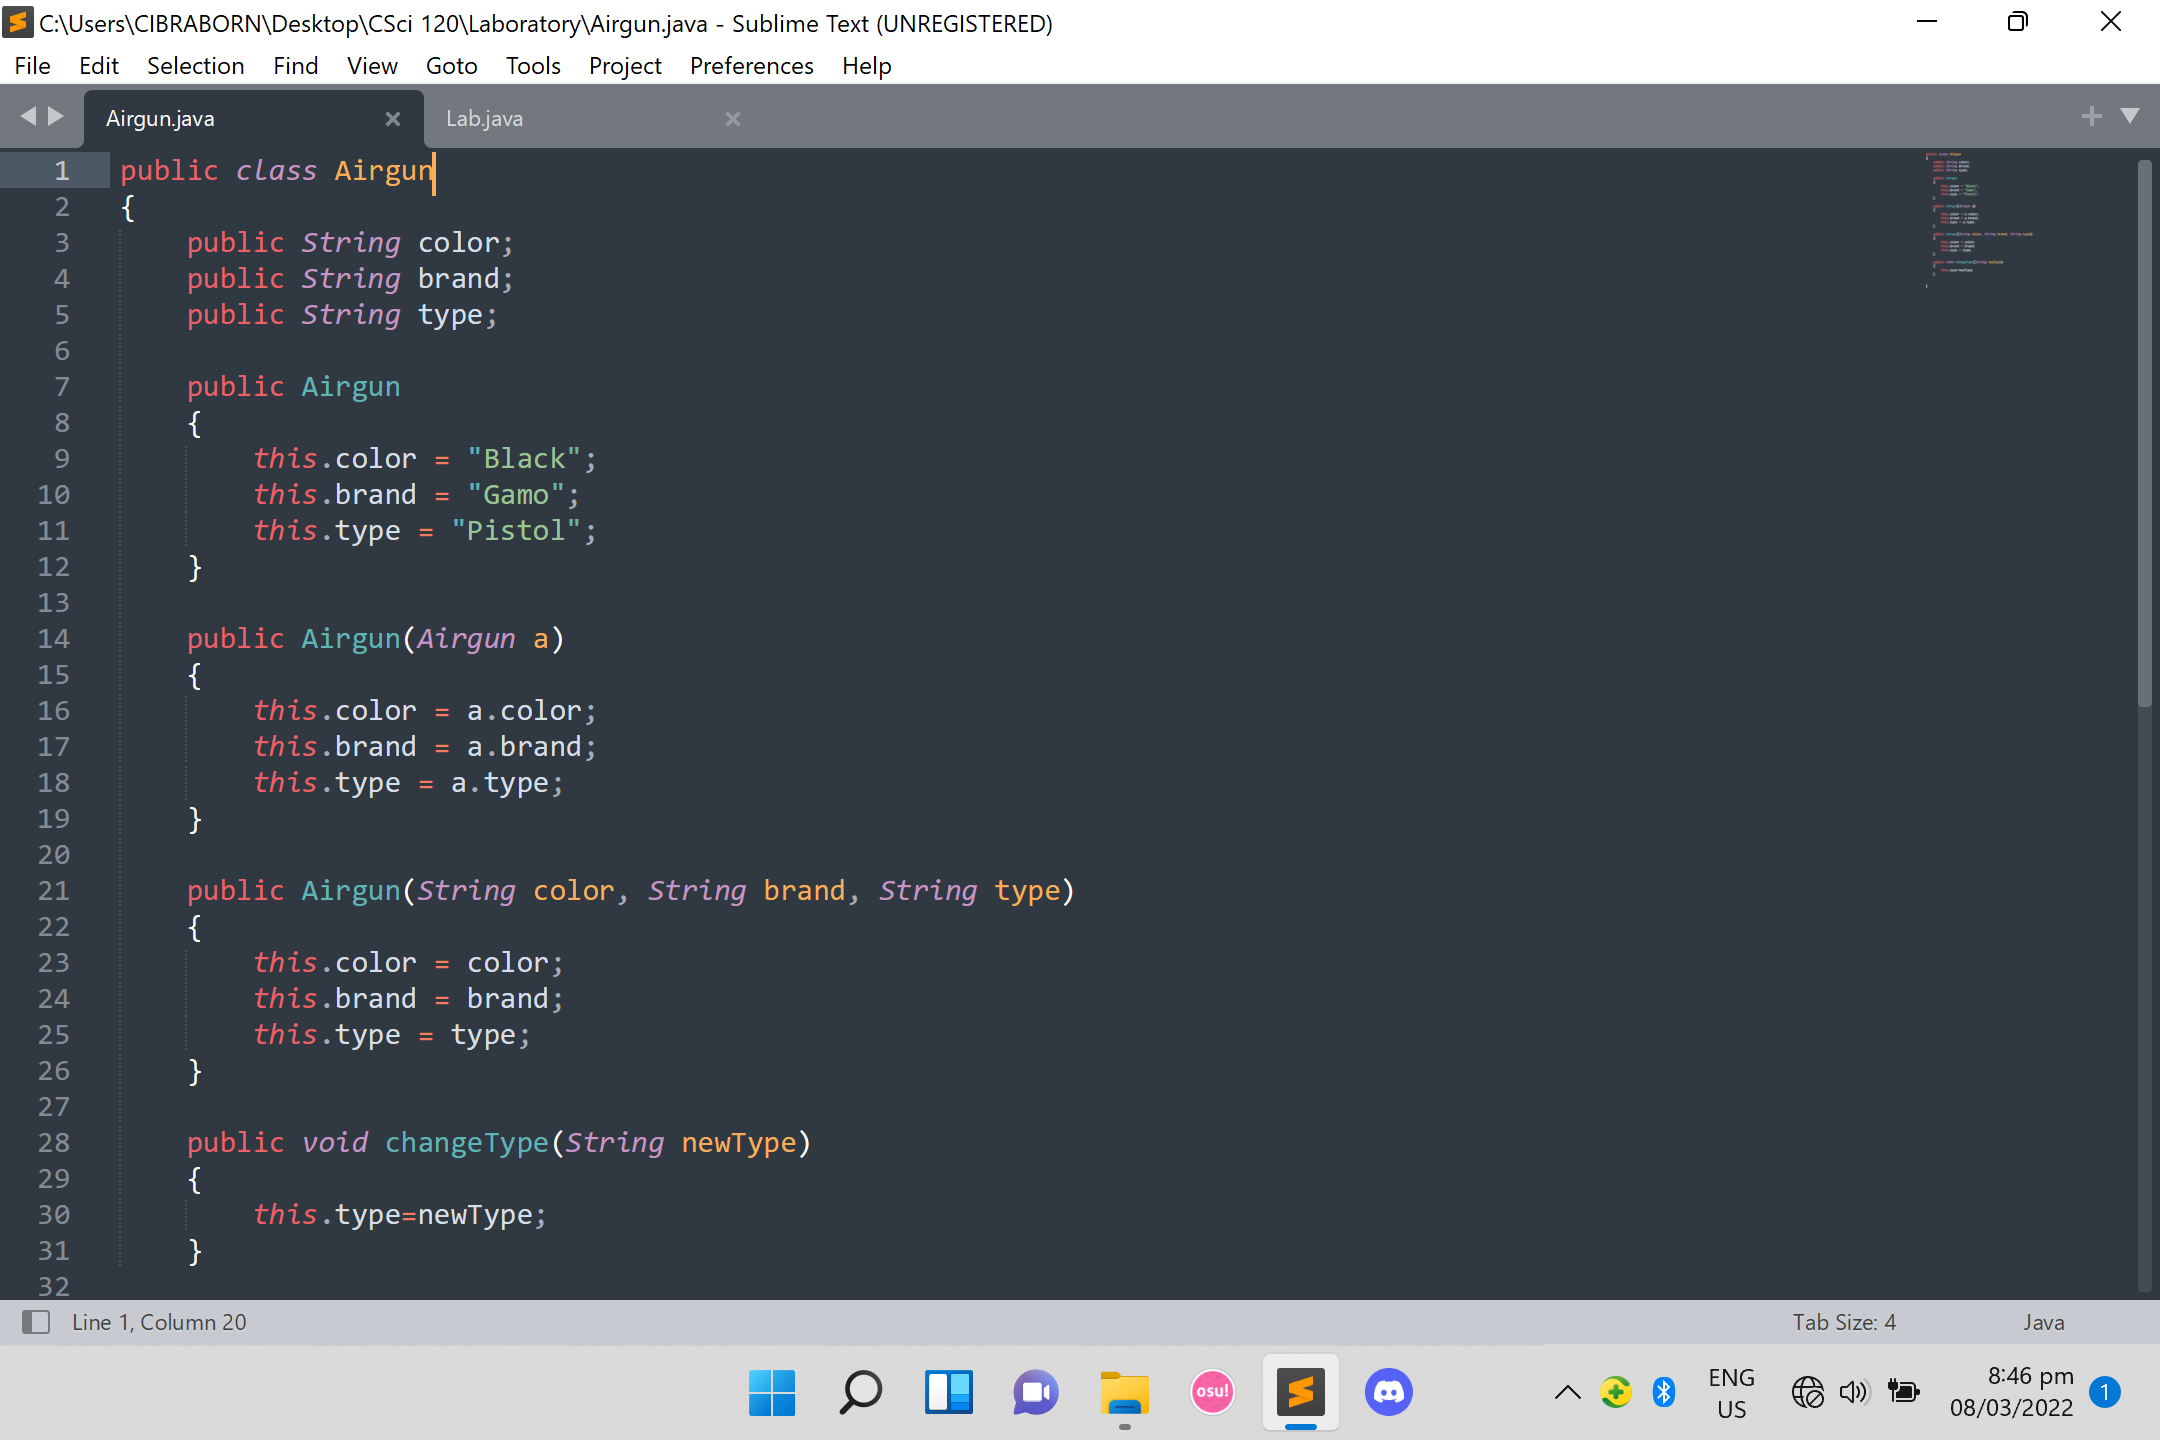 C:\Users\CIBRABORN\Desktop\CSci 120\Laboratory\Airgun.java - Sublime Text (UNREGISTERED)
File Edit Selection Find View Goto Tools Project Preferences Help
Airgun.java Lab.java
1 public class Airgun
2 {
3     public String color;
4     public String brand;
5     public String type;
6
7     public Airgun
8     {
9         this.color = "Black";
10         this.brand = "Gamo";
11         this.type = "Pistol";
12     }
13
14     public Airgun(Airgun a)
15     {
16         this.color = a.color;
17         this.brand = a.brand;
18         this.type = a.type;
19     }
20
21     public Airgun(String color, String brand, String type)
22     {
23         this.color = color;
24         this.brand = brand;
25         this.type = type;
26     }
27
28     public void changeType(String newType)
29     {
30         this.type=newType;
31     }
32
Line 1, Column 20 Tab Size: 4 Java
osu!
ENG
US
8:46 pm
08/03/2022
1